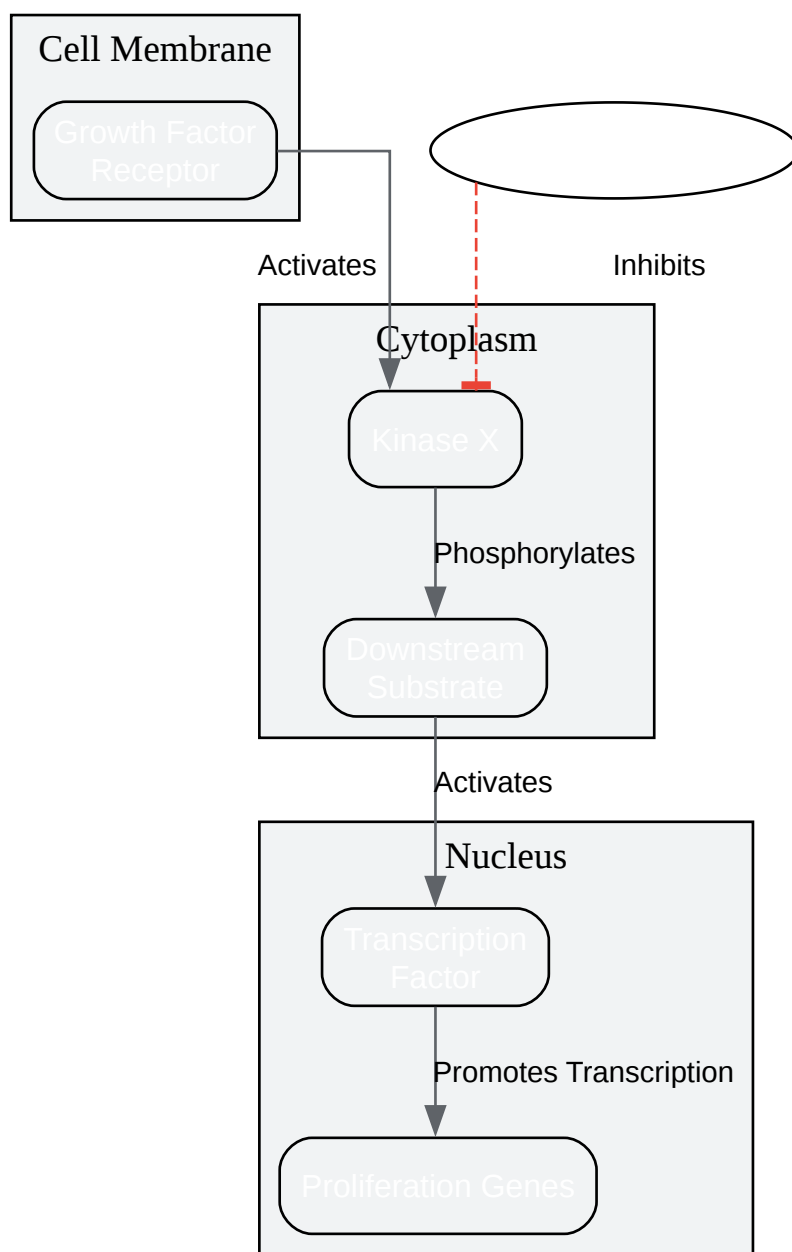 Cell Membrane
Growth Factor
Receptor
Activates
Inhibits
Cytoplasm
Kinase X
Phosphorylates
Downstream
Substrate
Activates
Nucleus
Transcription
Factor
Promotes Transcription
Proliferation Genes